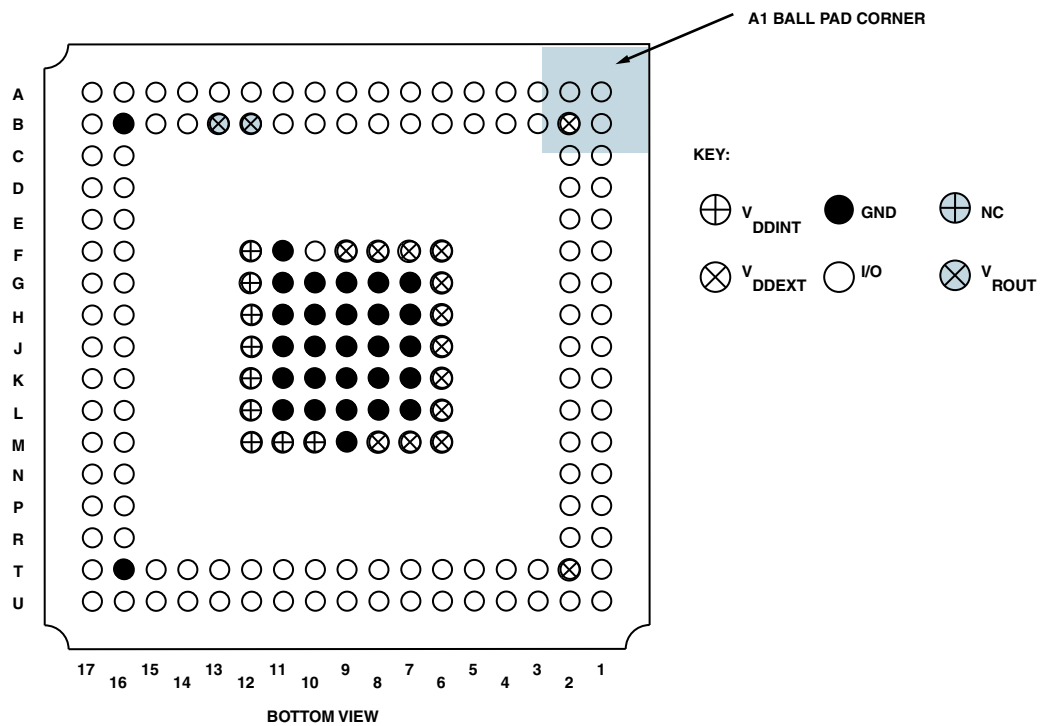 A1 BALL PAD CORNER
A
B
C
D
E
F
G
H
J
K
L
M
N
P
R
T
U
KEY:
VDDINT
GND
NC
VDDEXT
I/O
VROUT
17 16 15 14 13 12 11 10 9 8 7 6 5 4 3 2 1
BOTTOM VIEW